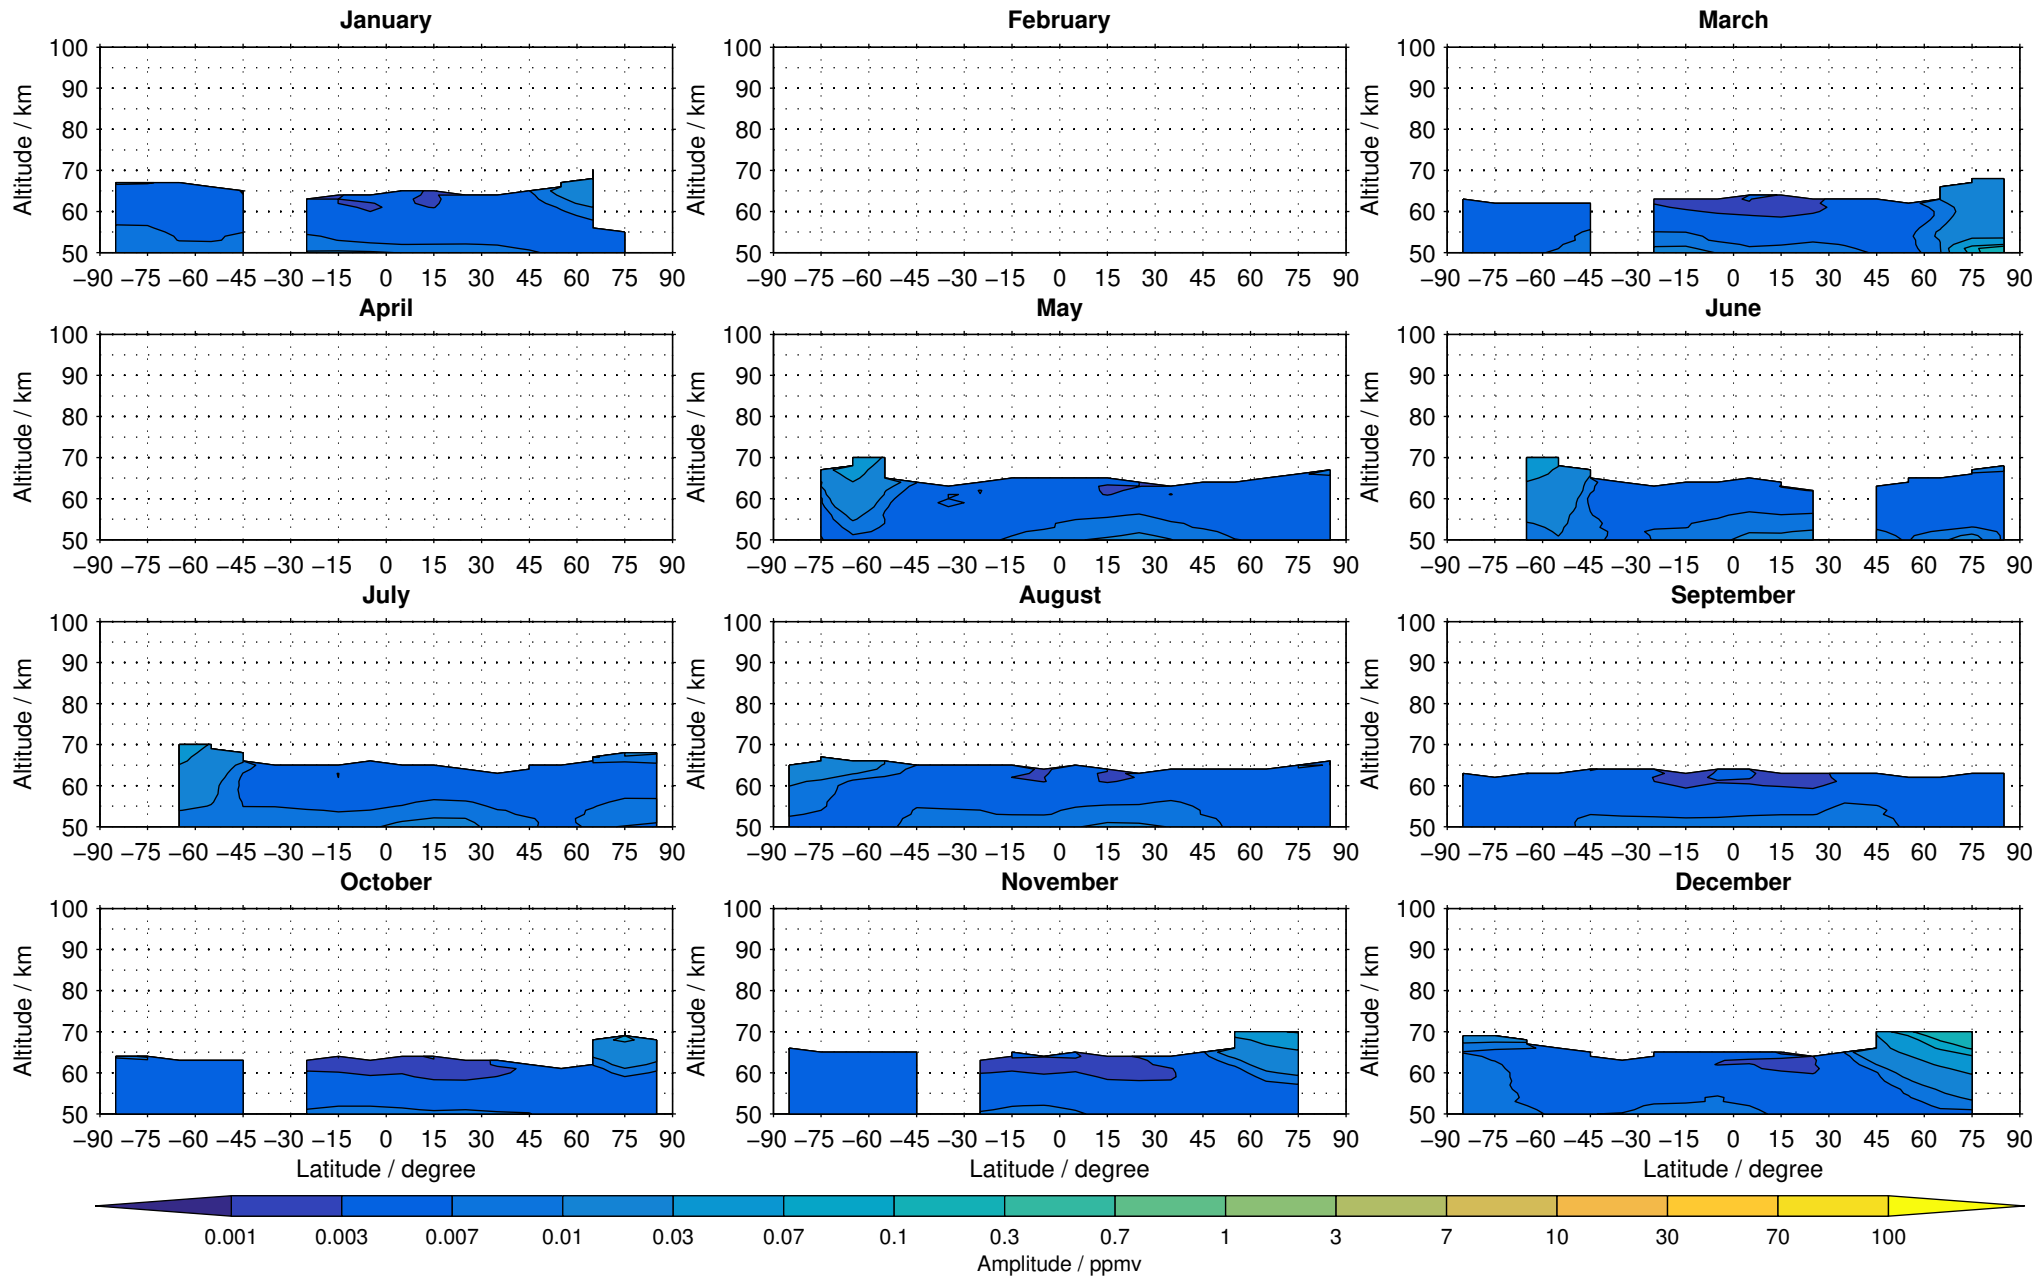 January February March
100 100 100
Altitude / km Altitude / km Altitude / km
90 90 90
80 80 80
70 70 70
60 60 60
50 50 50
−90 −75 −60 −45 −30 −15 0 15 30 45 60 75 90 −90 −75 −60 −45 −30 −15 0 15 30 45 60 75 90 −90 −75 −60 −45 −30 −15 0 15 30 45 60 75 90
April May June
100 100 100
Altitude / km Altitude / km Altitude / km
90 90 90
80 80 80
70 70 70
60 60 60
50 50 50
−90 −75 −60 −45 −30 −15 0 15 30 45 60 75 90 −90 −75 −60 −45 −30 −15 0 15 30 45 60 75 90 −90 −75 −60 −45 −30 −15 0 15 30 45 60 75 90
July August September
100 100 100
Altitude / km Altitude / km Altitude / km
90 90 90
80 80 80
70 70 70
60 60 60
50 50 50
−90 −75 −60 −45 −30 −15 0 15 30 45 60 75 90 −90 −75 −60 −45 −30 −15 0 15 30 45 60 75 90 −90 −75 −60 −45 −30 −15 0 15 30 45 60 75 90
October November December
100 100 100
Altitude / km Altitude / km Altitude / km
90 90 90
80 80 80
70 70 70
60 60 60
50 50 50
−90 −75 −60 −45 −30 −15 0 15 30 45 60 75 90 −90 −75 −60 −45 −30 −15 0 15 30 45 60 75 90 −90 −75 −60 −45 −30 −15 0 15 30 45 60 75 90
Latitude / degree Latitude / degree Latitude / degree
0.001 0.003 0.007 0.01 0.03 0.07 0.1 0.3 0.7 1 3 7 10 30 70 100
Amplitude / ppmv